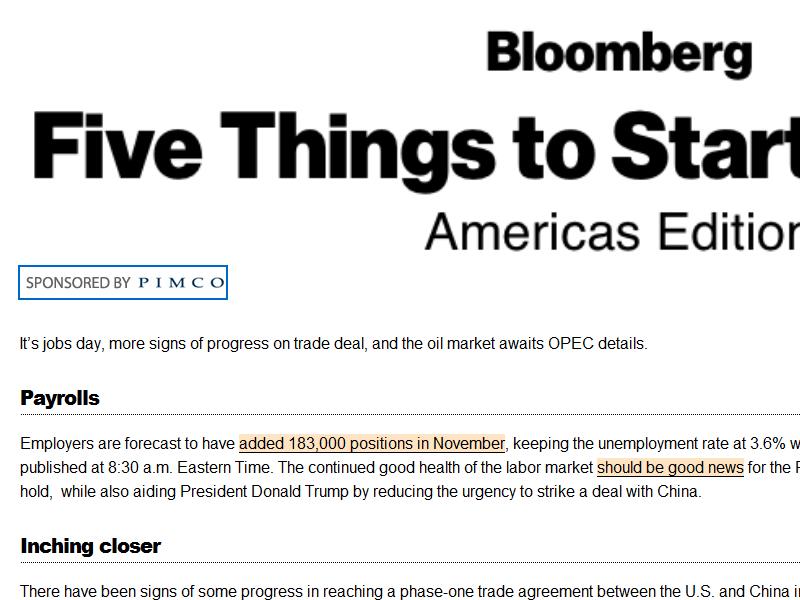 Bloomberg
Five Things to Start
Americas Edition
SPONSORED BY PIMCO
It’s jobs day, more signs of progress on trade deal, and the oil market awaits OPEC details.
Payrolls
Employers are forecast to have added 183,000 positions in November, keeping the unemployment rate at 3.6% w
published at 8:30 a.m. Eastern Time. The continued good health of the labor market should be good news for the F
hold,  while also aiding President Donald Trump by reducing the urgency to strike a deal with China.
Inching closer
There have been signs of some progress in reaching a phase-one trade agreement between the U.S. and China i